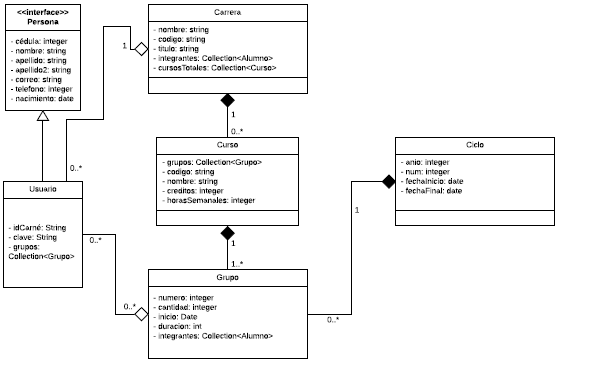 <<interface>>
Persona
- cédula: integer
- nombre: string
- apellido: string
- apellido2: string
- correo: string
- telefono: integer
- nacimiento: date
Carrera
- nombre: string
- codigo: string
- titulo: string
- integrantes: Collection<Alumno>
- cursosTotales: Collection<Curso>
1
1
0..*
0..*
Curso
- grupos: Collection<Grupo>
- codigo: string
- nombre: string
- creditos: integer
- horasSemanales: integer
Ciclo
- anio: integer
- num: integer
- fechaInicio: date
- fechaFinal: date
Usuario
- idCarné: String
- clave: String
- grupos:
Collection<Grupo>
1
0..*
1
1..*
Grupo
- numero: integer
- cantidad: integer
- inicio: Date
- duracion: int
- integrantes: Collection<Alumno>
0..*
0..*